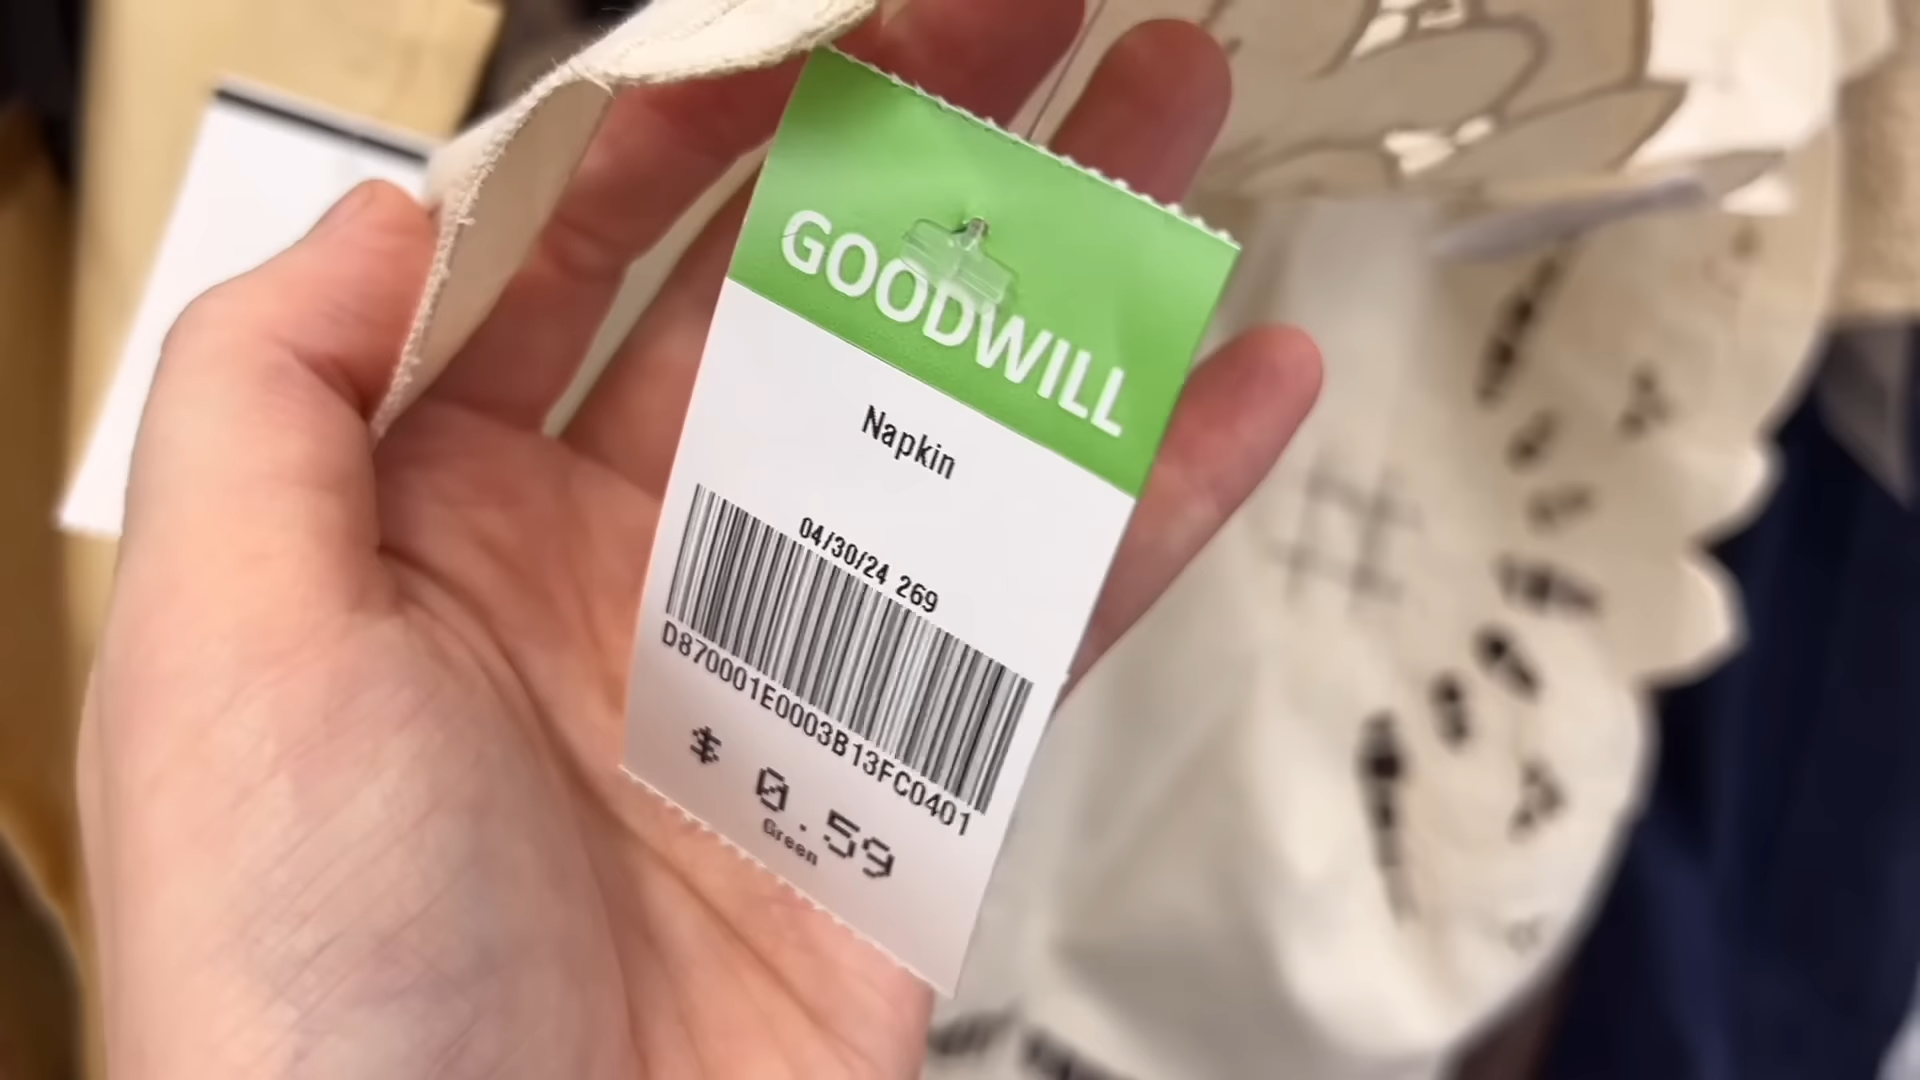 GOODWILL
Napkin
04/30/24 269
D870001E0003B13FC0401
$ 0.59
Green